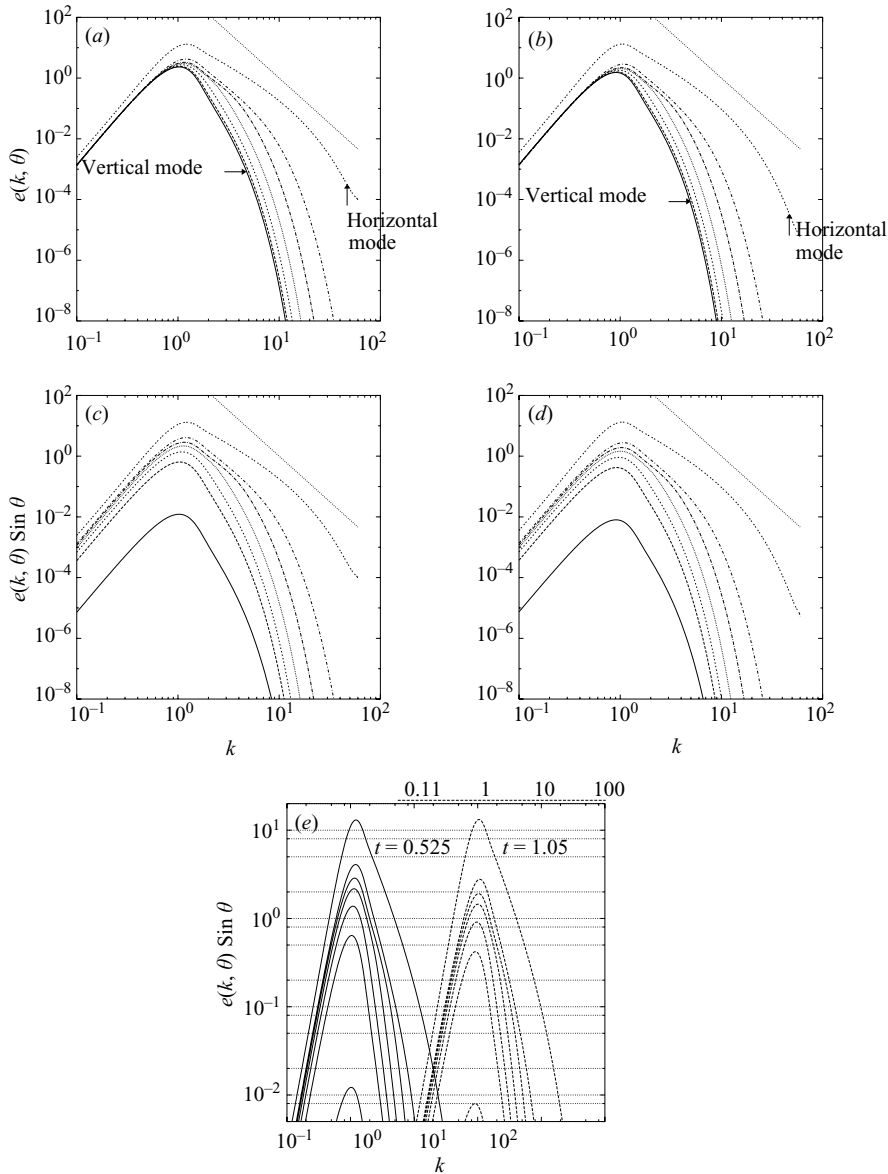 (a)
10^2
10^0
10^–2
10^–4
10^–6
10^–8
e(k, θ)
Vertical mode
Horizontal
mode
10^–1 10^0 10^1 10^2
(b)
10^2
10^0
10^–2
10^–4
10^–6
10^–8
Vertical mode
Horizontal
mode
10^–1 10^0 10^1 10^2
(c)
10^2
10^0
10^–2
10^–4
10^–6
10^–8
e(k, θ) Sin θ
10^–1 10^0 10^1 10^2
k
(d)
10^2
10^0
10^–2
10^–4
10^–6
10^–8
10^–1 10^0 10^1 10^2
k
0.11 1 10 100
(e)
t = 0.525 t = 1.05
10^1
10^0
10^–1
10^–2
e(k, θ) Sin θ
10^–1 10^0 10^1 10^2
k